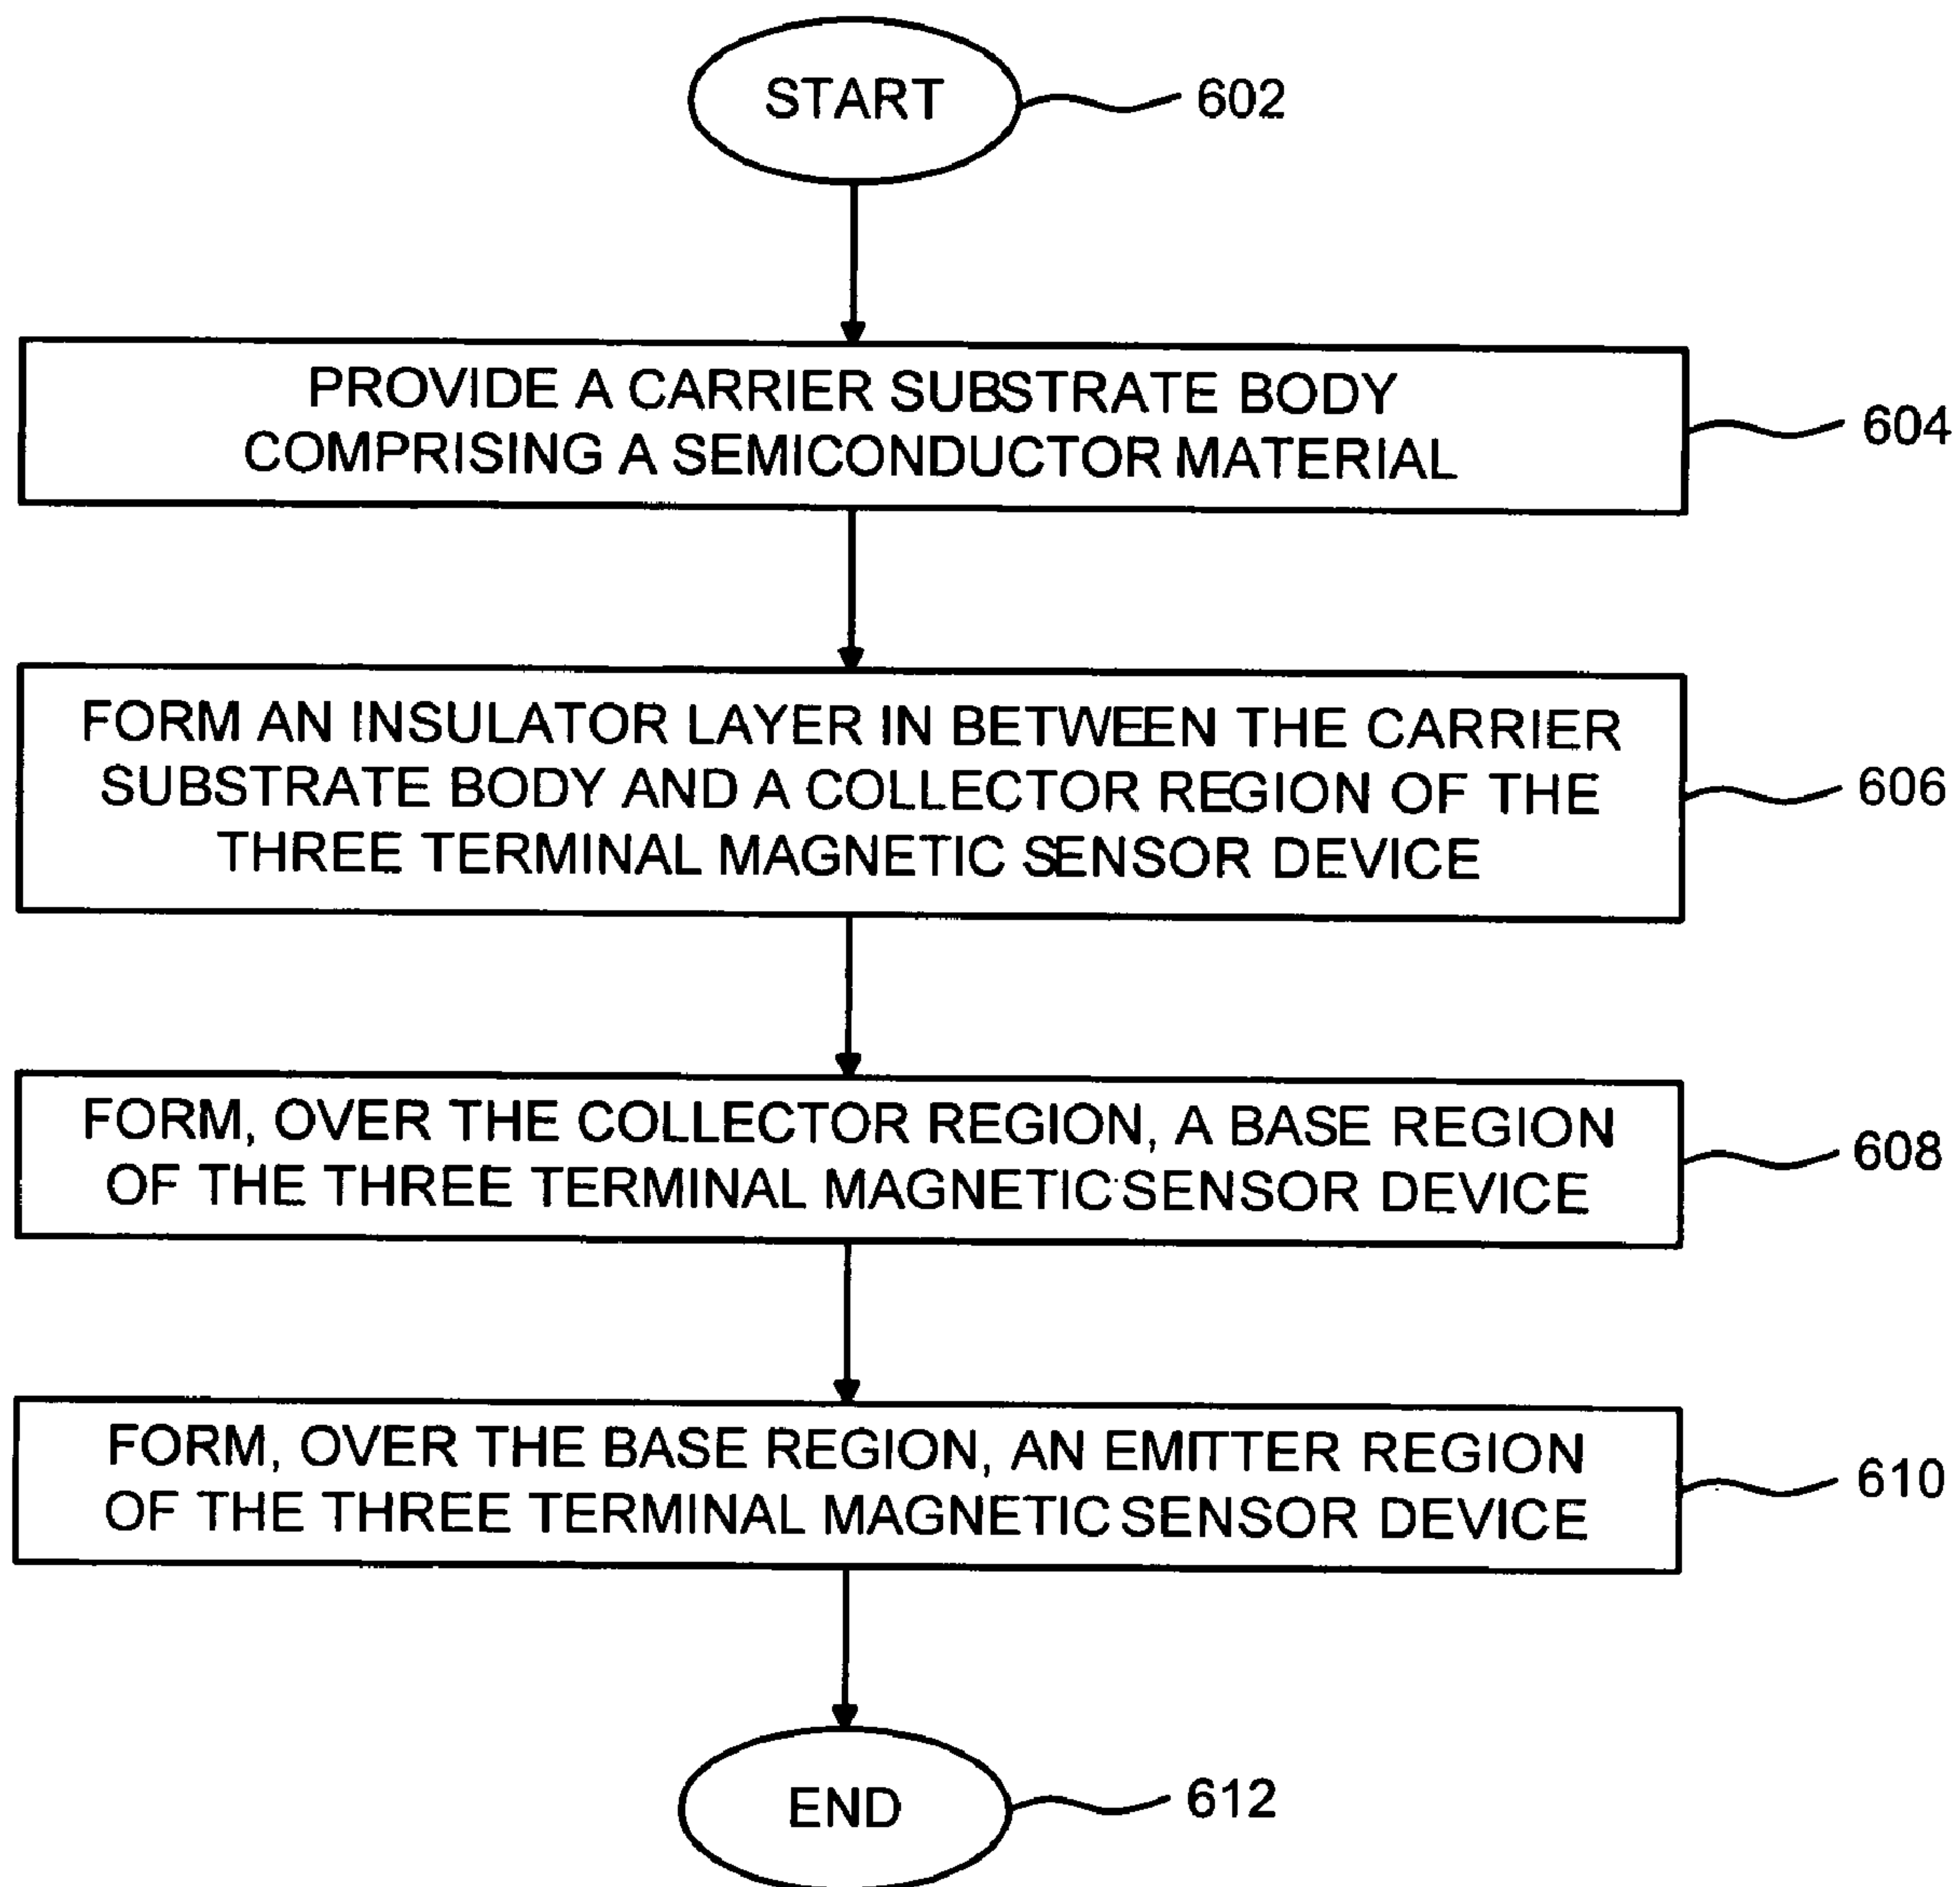 START
602
PROVIDE A CARRIER SUBSTRATE BODY
COMPRISING A SEMICONDUCTOR MATERIAL
604
FORM AN INSULATOR LAYER IN BETWEEN THE CARRIER
SUBSTRATE BODY AND A COLLECTOR REGION OF THE
THREE TERMINAL MAGNETIC SENSOR DEVICE
606
FORM, OVER THE COLLECTOR REGION, A BASE REGION
OF THE THREE TERMINAL MAGNETIC SENSOR DEVICE
608
FORM, OVER THE BASE REGION, AN EMITTER REGION
OF THE THREE TERMINAL MAGNETIC SENSOR DEVICE
610
END
612